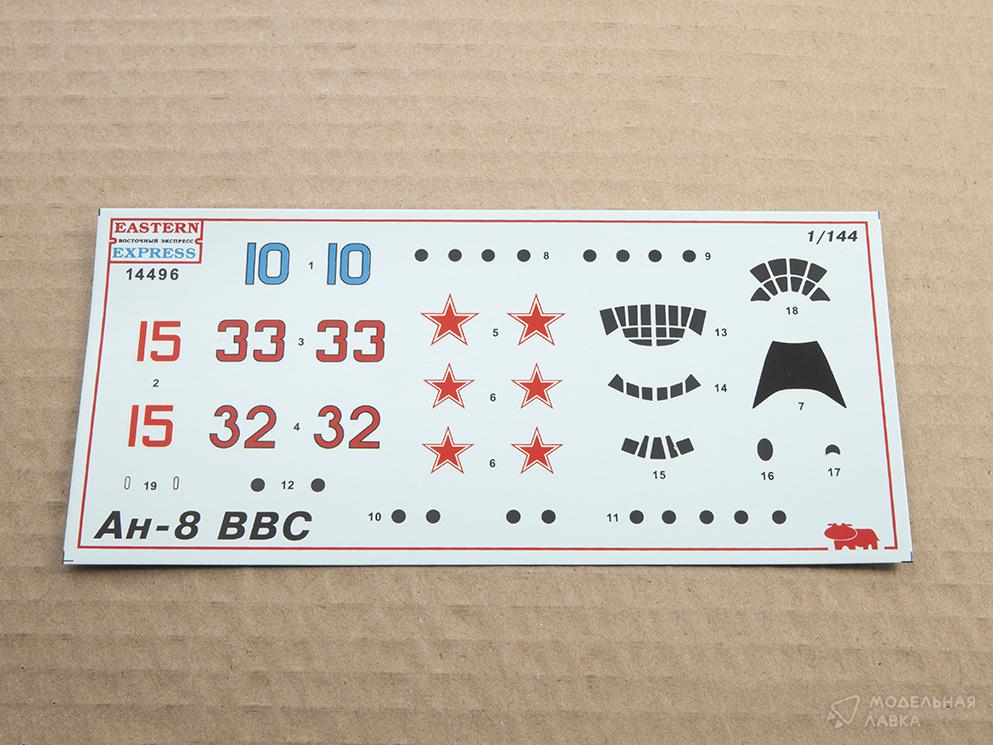 EASTERN
ВОСТОЧНЫЙ ЭКСПРЕСС
EXPRESS
14496
1/144
10 1 10
8
9
18
15
33 3 33
5
13
2
6
14
7
15
32 4 32
6
15
16
17
19
12
10
11
Ан-8 ВВС
МОДЕЛЬНАЯ
ЛАВКА